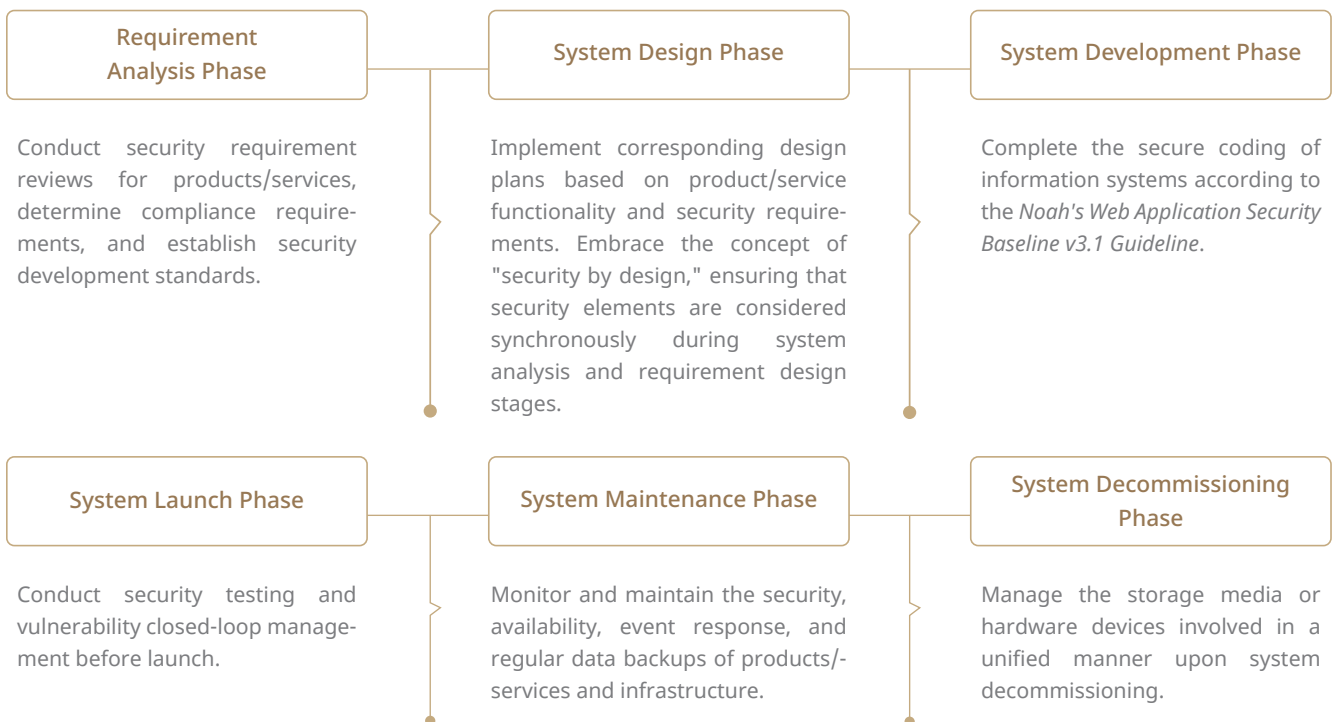 Requirement
Analysis Phase
System Design Phase
System Development Phase
Conduct security requirement
reviews for products/services,
determine compliance require-
ments, and establish security
development standards.
Implement corresponding design
plans based on product/service
functionality and security require-
ments. Embrace the concept of
"security by design," ensuring that
security elements are considered
synchronously during system
analysis and requirement design
stages.
Complete the secure coding of
information systems according to
the Noah's Web Application Security
Baseline v3.1 Guideline.
System Launch Phase
System Maintenance Phase
System Decommissioning
Phase
Conduct security testing and
vulnerability closed-loop manage-
ment before launch.
Monitor and maintain the security,
availability, event response, and
regular data backups of products/-
services and infrastructure.
Manage the storage media or
hardware devices involved in a
unified manner upon system
decommissioning.